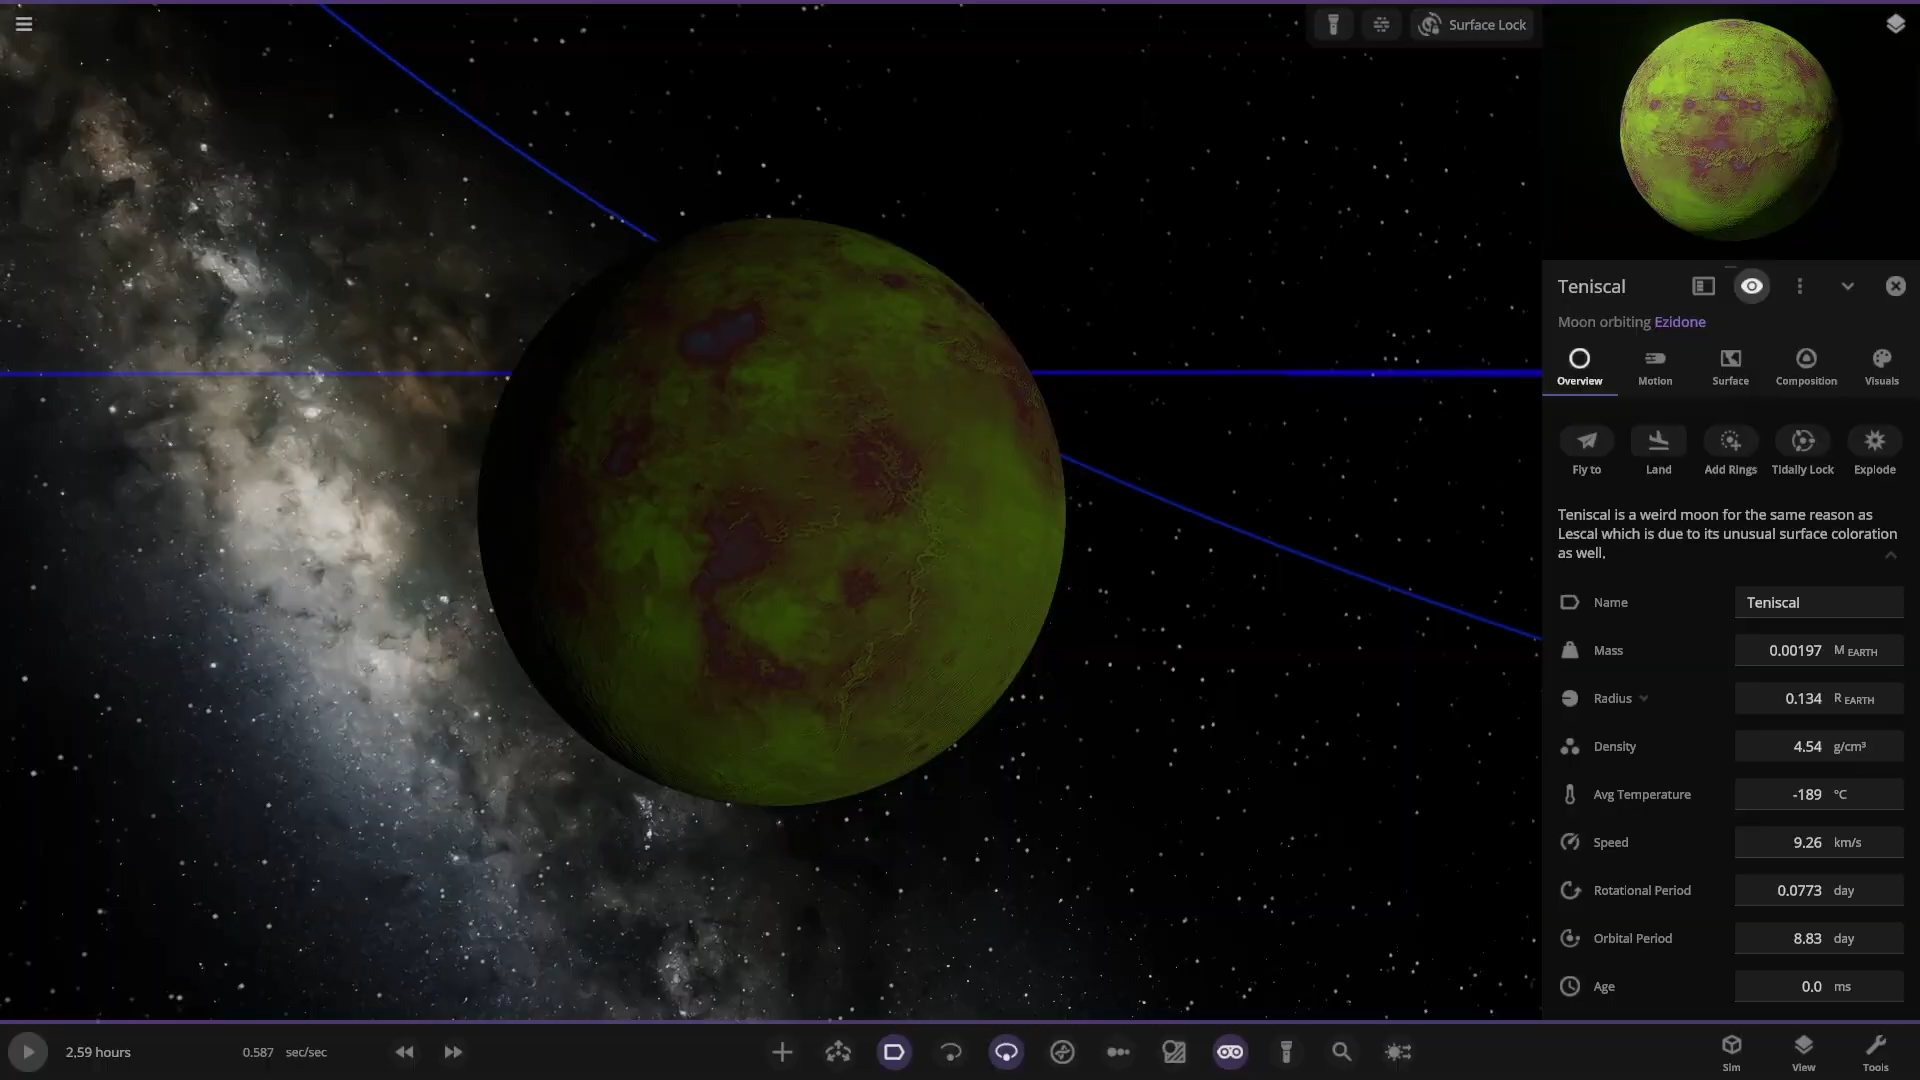 Surface Lock
Teniscal
Moon orbiting Ezidone
Overview Motion Surface Composition Visuals
Fly to Land Add Rings Tidally Lock Explode
Teniscal is a weird moon for the same reason as
Lescal which is due to its unusual surface coloration
as well.
Name Teniscal
Mass 0.00197 M EARTH
Radius 0.134 R EARTH
Density 4.54 g/cm³
Avg Temperature -189 °C
Speed 9.26 km/s
Rotational Period 0.0773 day
Orbital Period 8.83 day
Age 0.0 ms
2.59 hours 0.587 sec/sec
Sim View Tools